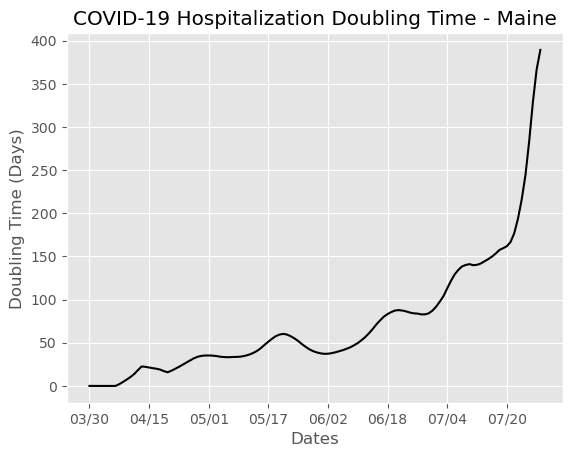 COVID-19 Hospitalization Doubling Time - Maine
400
350
300
250
200
150
100
50
0
Doubling Time (Days)
03/30 04/15 05/01 05/17 06/02 06/18 07/04 07/20
Dates